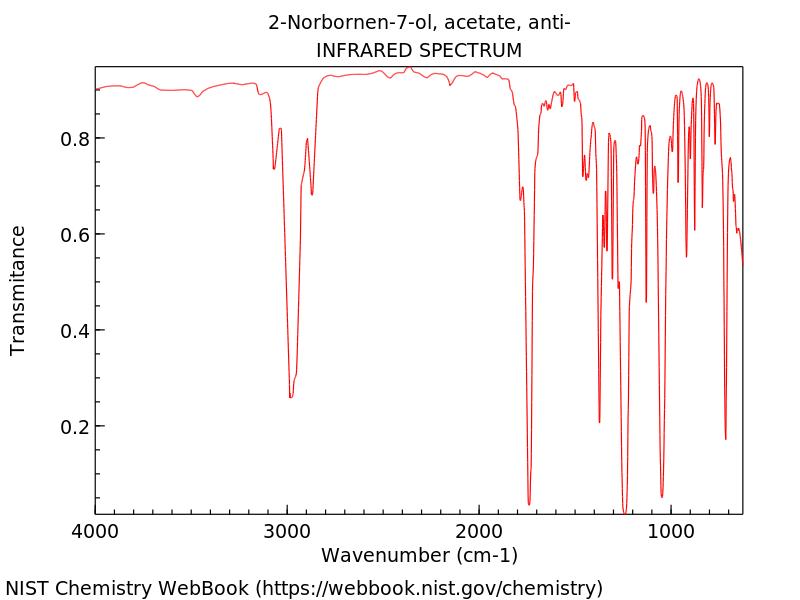 2-Norbornen-7-ol, acetate, anti-
INFRARED SPECTRUM
0.8
0.6
0.4
0.2
Transmitance
4000 3000 2000 1000
Wavenumber (cm-1)
NIST Chemistry WebBook (https://webbook.nist.gov/chemistry)